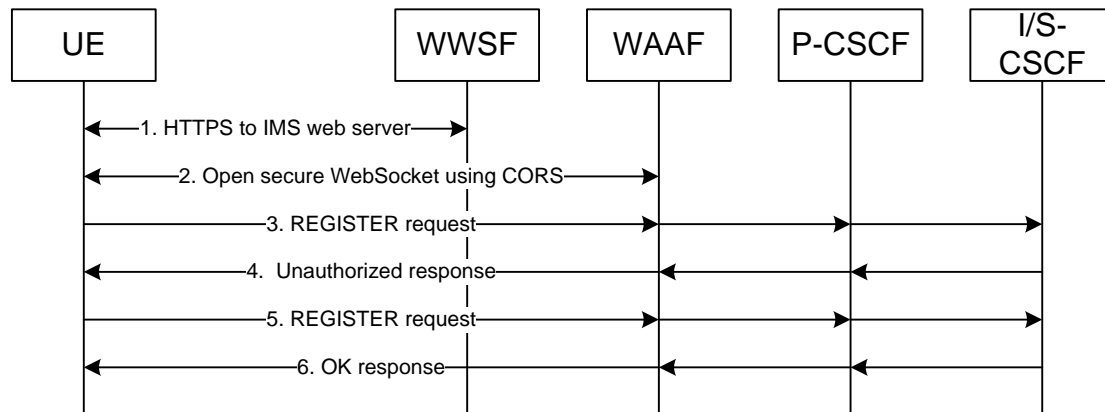 UE
WWSF
WAAF
P-CSCF
I/S-
CSCF
1. HTTPS to IMS web server
2. Open secure WebSocket using CORS
3. REGISTER request
4.  Unauthorized response
5. REGISTER request
6. OK response